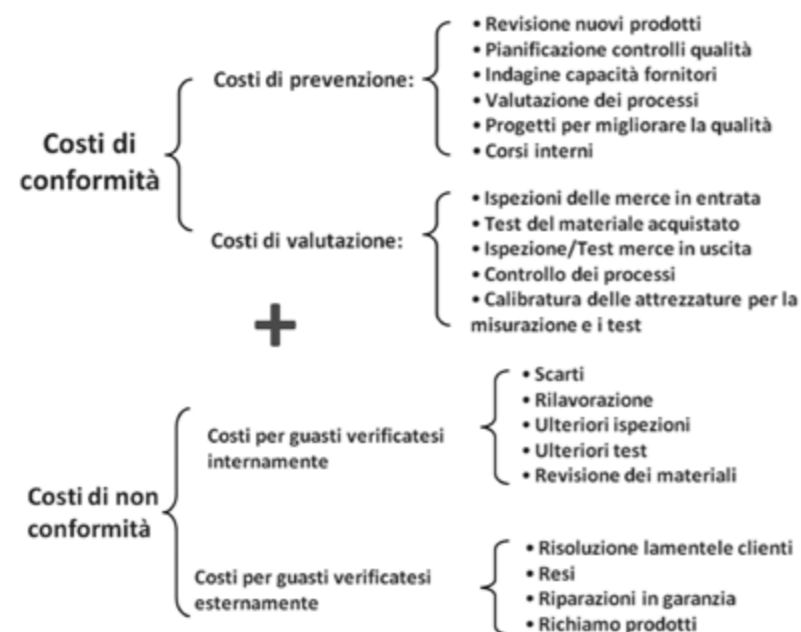 Costi di
conformità
Costi di prevenzione:
• Revisione nuovi prodotti
• Pianificazione controlli qualità
• Indagine capacità fornitori
• Valutazione dei processi
• Progetti per migliorare la qualità
• Corsi interni
Costi di valutazione:
• Ispezioni delle merce in entrata
• Test del materiale acquistato
• Ispezione/Test merce in uscita
• Controllo dei processi
• Calibratura delle attrezzature per la
misurazione e i test
+
Costi di non
conformità
Costi per guasti verificatesi
internamente
• Scarti
• Rilavorazione
• Ulteriori ispezioni
• Ulteriori test
• Revisione dei materiali
Costi per guasti verificatesi
esternamente
• Risoluzione lamentele clienti
• Resi
• Riparazioni in garanzia
• Richiamo prodotti